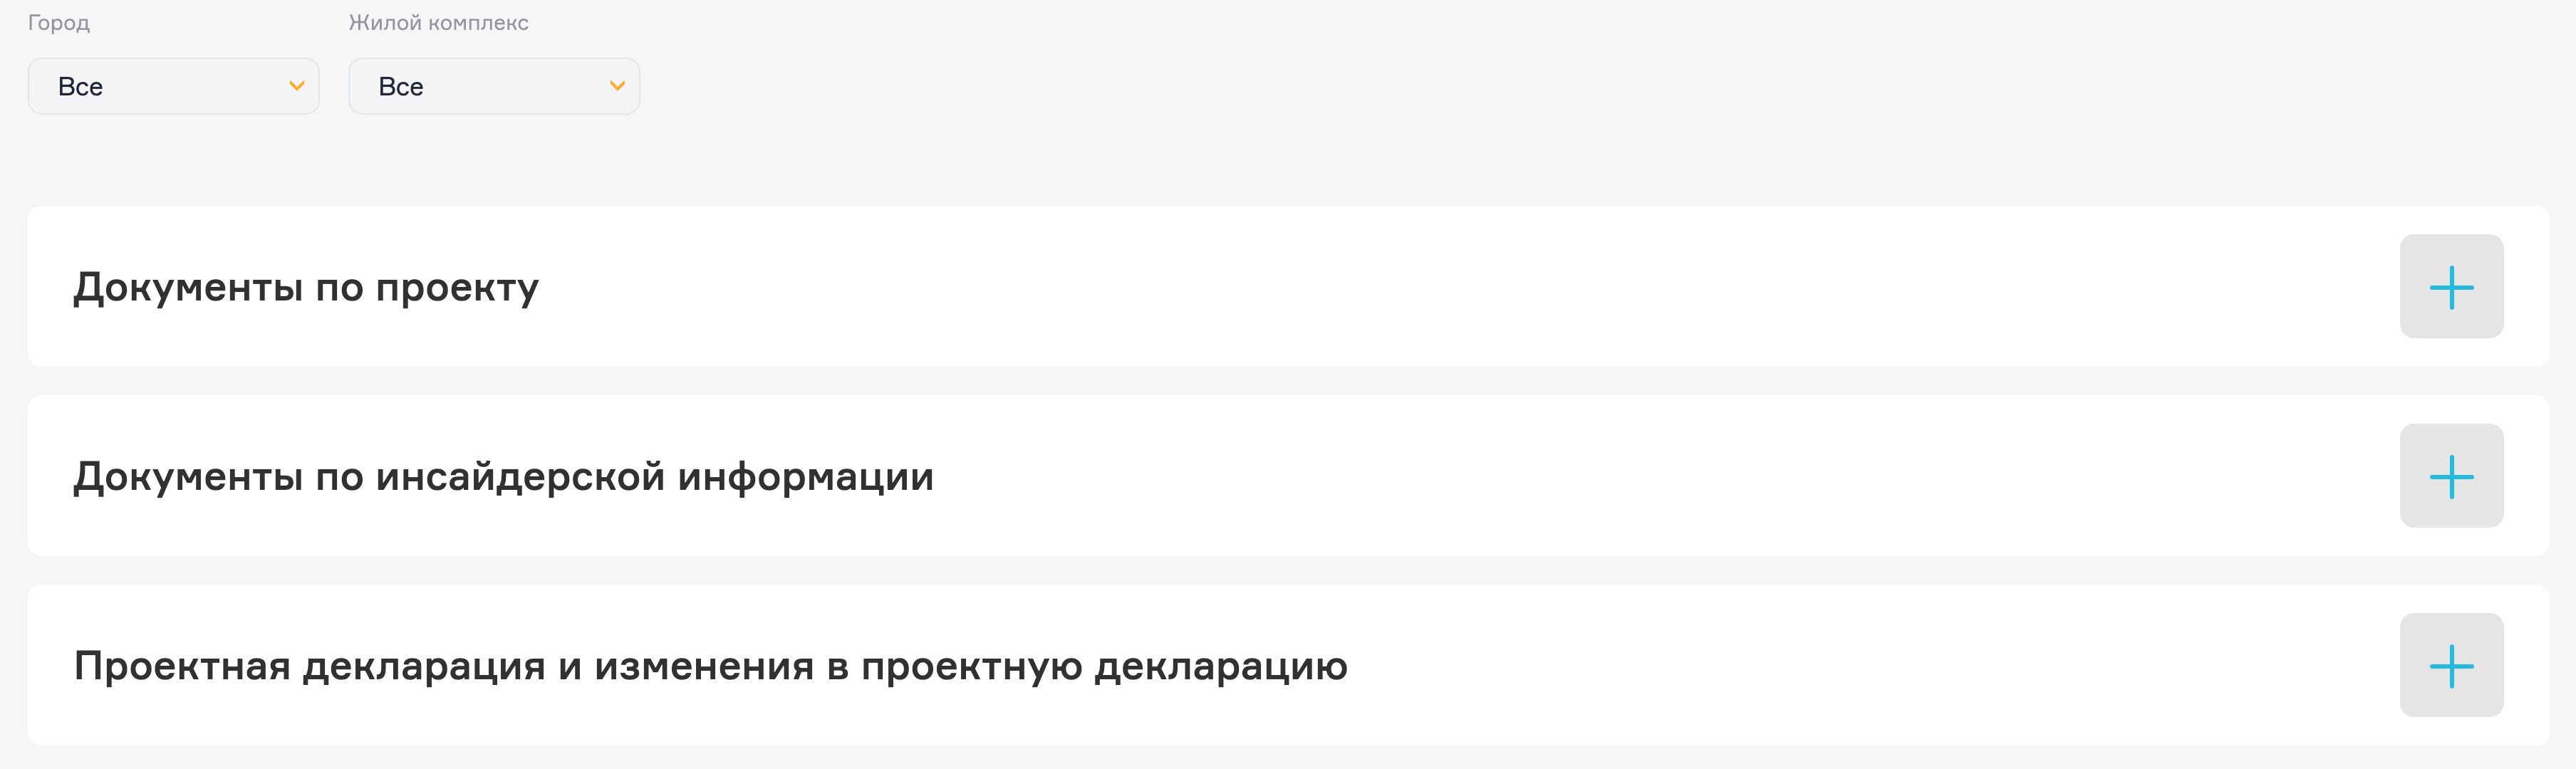 Город
Жилой комплекс
Все
Все
Документы по проекту
Документы по инсайдерской информации
Проектная декларация и изменения в проектную декларацию